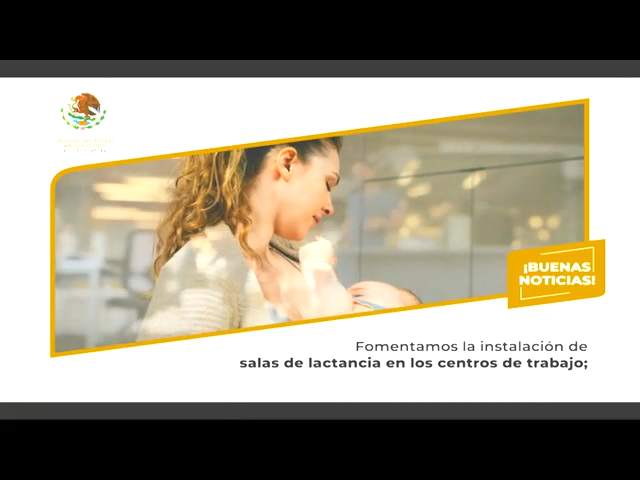 ¡BUENAS
NOTICIAS!
Fomentamos la instalación de
salas de lactancia en los centros de trabajo;